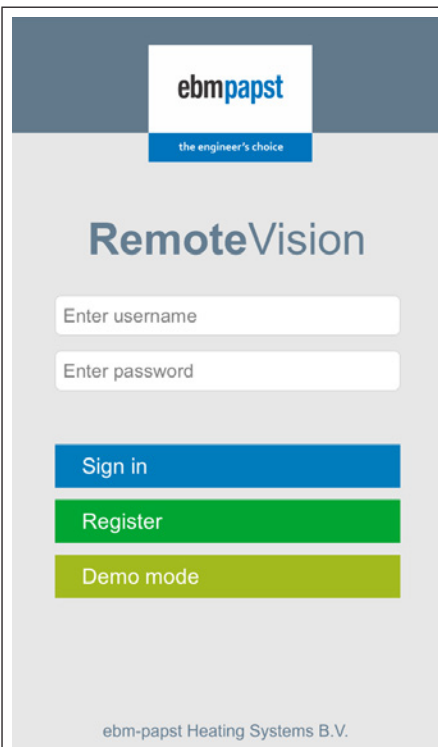 ebmpapst
the engineer's choice
RemoteVision
Enter username
Enter password
Sign in
Register
Demo mode
ebm-papst Heating Systems B.V.